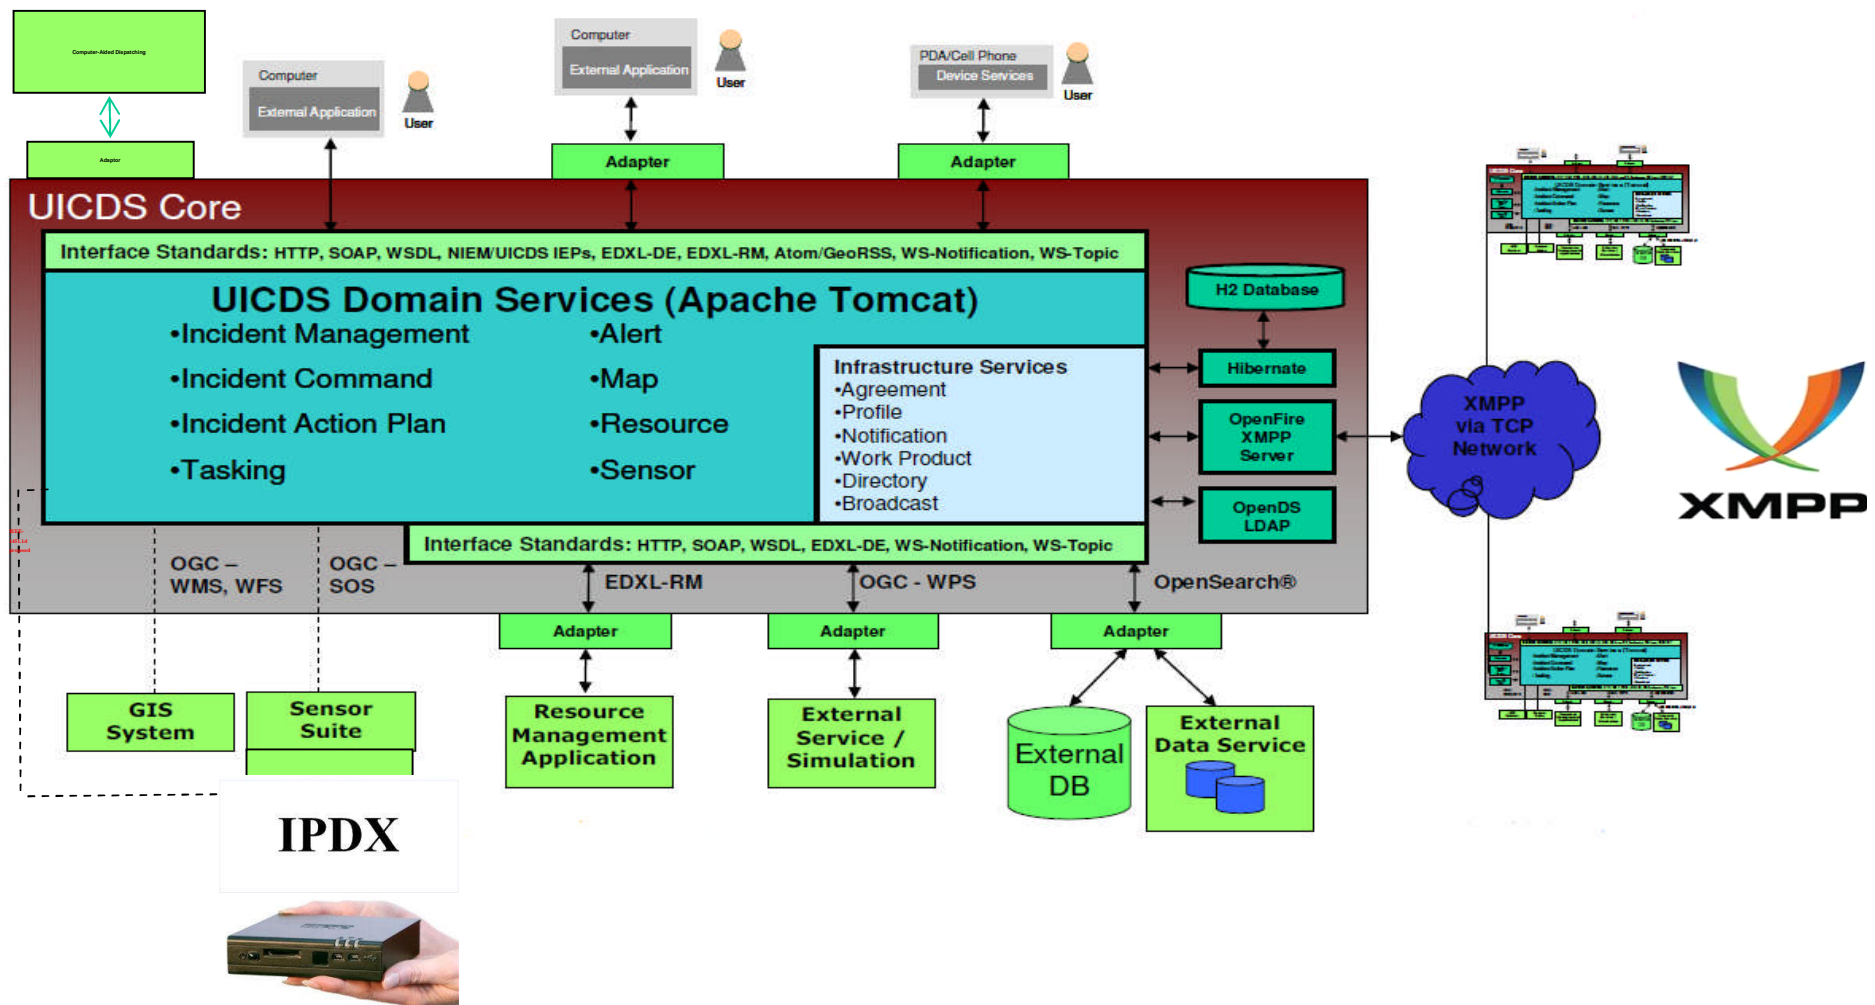 Computer-Aided Dispatching
Adaptor
Computer
External Application
User
Computer
External Application
User
Adapter
PDA/Cell Phone
Device Services
User
Adapter
UICDS Core
Interface Standards: HTTP, SOAP, WSDL, NIEM/UICDS IEPs, EDXL-DE, EDXL-RM, Atom/GeoRSS, WS-Notification, WS-Topic
UICDS Domain Services (Apache Tomcat)
•Incident Management
•Incident Command
•Incident Action Plan
•Tasking
•Alert
•Map
•Resource
•Sensor
Infrastructure Services
•Agreement
•Profile
•Notification
•Work Product
•Directory
•Broadcast
H2 Database
Hibernate
OpenFire
XMPP
Server
OpenDS
LDAP
Interface Standards: HTTP, SOAP, WSDL, EDXL-DE, WS-Notification, WS-Topic
OGC –
WMS, WFS
OGC –
SOS
EDXL-RM
OGC - WPS
OpenSearch®
Adapter
Adapter
Adapter
GIS
System
Sensor
Suite
Resource
Management
Application
External
Service /
Simulation
External
DB
External
Data Service
IPDX
XMPP
via TCP
Network
XMPP
UICDS Core
UICDS Core